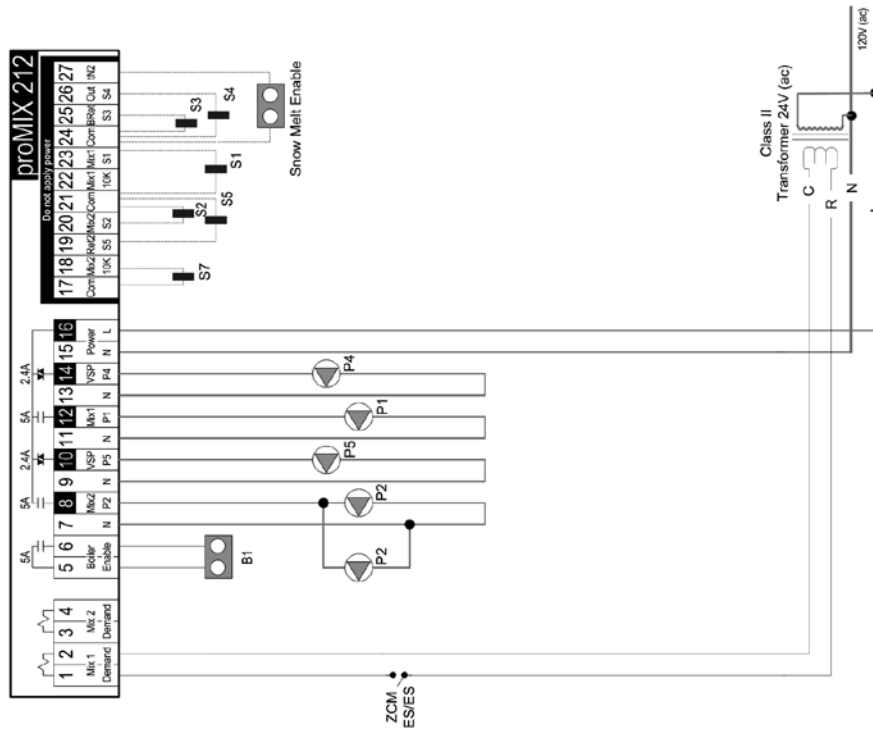 proMIX 212
Do not apply power
27 26 25 24 23 22 21 20 19 18 17
tN2 Out BRet Com Mix1 Mix1 Com Mix2 Ret2 Mix2 Com
S4 S3 S1 10K S2 S5 10K
S3
S4
S1
S2
S5
S7
Snow Melt Enable
120V (ac)
Class II
Transformer 24V (ac)
C
R
N
2.4A 5A 2.4A 5A 5A
16 15 14 13 12 11 10 9 8 7 6 5
Power VSP Mix1 VSP Mix2 Boiler
L N P4 N P1 N P5 N P2 N Enable
P4
P1
P5
P2
P2
B1
4 3 2 1
Mix 2 Mix 1
Demand Demand
ZCM
ES/ES